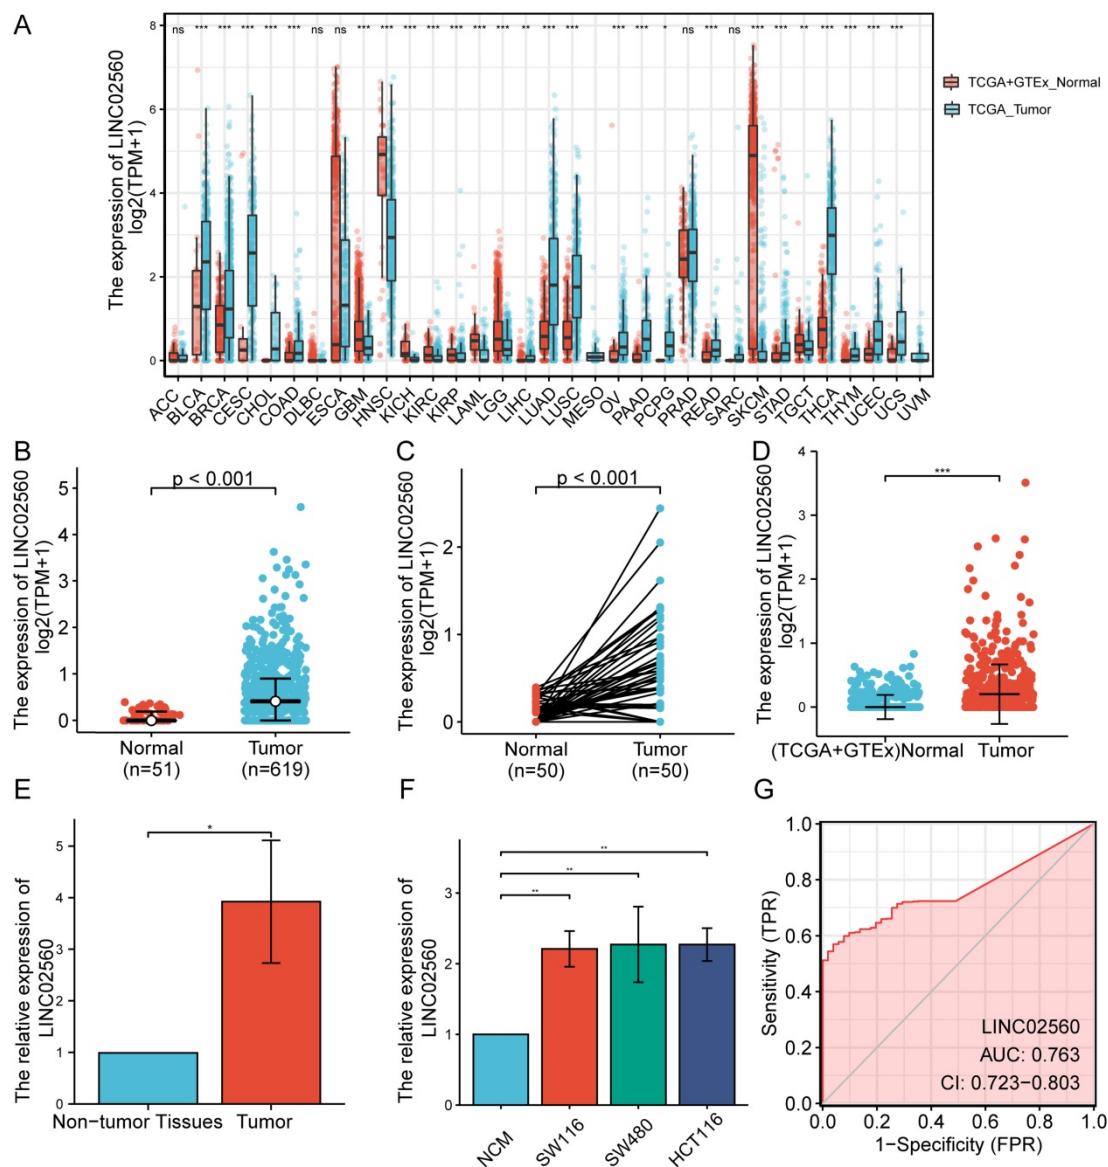 A
The expression of LINC02560
log2(TPM+1)
8
6
4
2
0
ns *** *** *** *** *** ns ns *** *** *** *** *** *** *** ** *** *** *** *** * ns *** ns *** *** ** *** *** *** ***
TCGA+GTEx_Normal
TCGA_Tumor
ACC BLCA BRCA CESC CHOL COAD DLBC ESCA GBM HNSC KICH KIRC KIRP LAML LGG LIHC LUAD LUSC MESO OV PAAD PCPG PRAD READ SARC SKCM STAD TGCT THCA THYM UCEC UCS UVM
B
The expression of LINC02560
log2(TPM+1)
5
4
3
2
1
0
p < 0.001
Normal Tumor
(n=51) (n=619)
C
The expression of LINC02560
log2(TPM+1)
2
1
0
p < 0.001
Normal Tumor
(n=50) (n=50)
D
The expression of LINC02560
log2(TPM+1)
4
3
2
1
0
***
(TCGA+GTEx)Normal Tumor
E
The relative expression of
LINC02560
5
4
3
2
1
0
*
Non-tumor Tissues Tumor
F
The relative expression of
LINC02560
3
2
1
0
**
**
**
NCM SW116 SW480 HCT116
G
Sensitivity (TPR)
1.0
0.8
0.6
0.4
0.2
0.0
LINC02560
AUC: 0.763
CI: 0.723−0.803
0.0 0.2 0.4 0.6 0.8 1.0
1−Specificity (FPR)